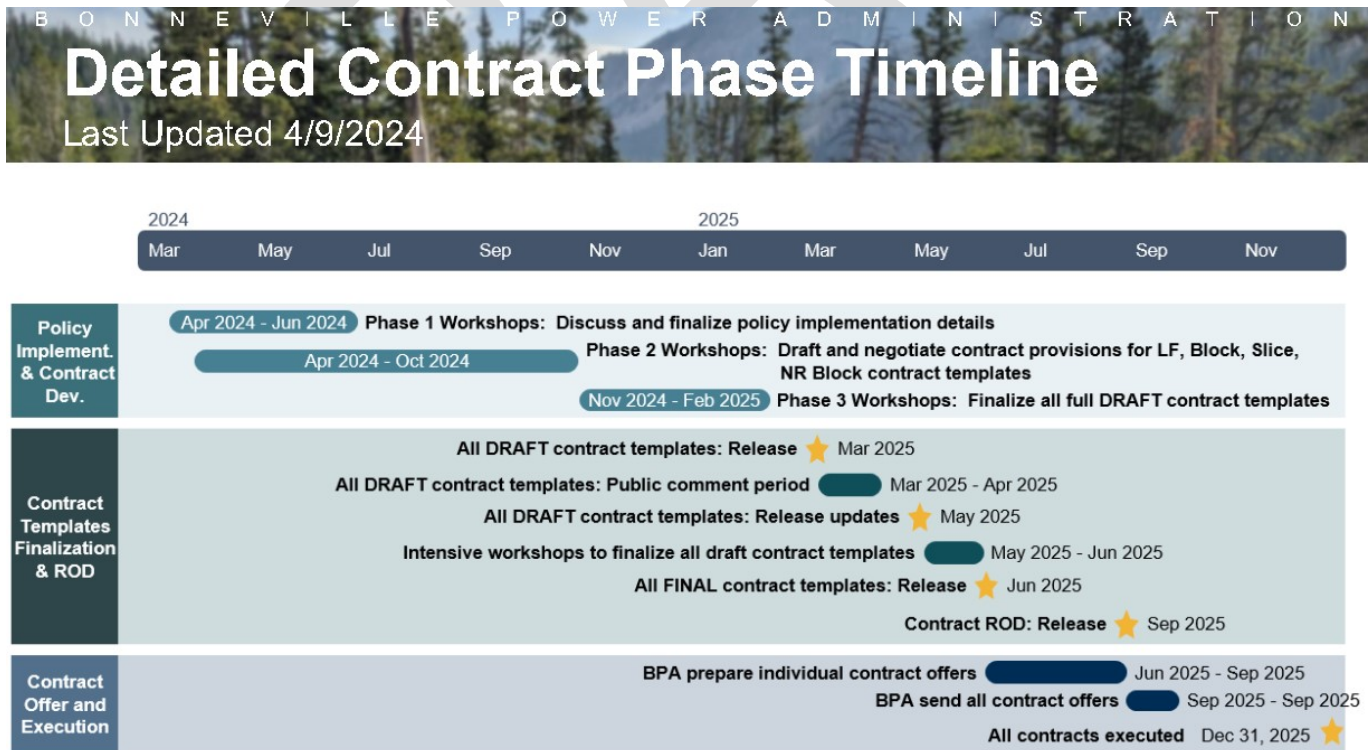 BONNEVILLE POWER ADMINISTRATION
Detailed Contract Phase Timeline
Last Updated 4/9/2024
2024 2025
Mar May Jul Sep Nov Jan Mar May Jul Sep Nov
Policy
Implement.
& Contract
Dev.
Apr 2024 - Jun 2024 Phase 1 Workshops: Discuss and finalize policy implementation details
Apr 2024 - Oct 2024 Phase 2 Workshops: Draft and negotiate contract provisions for LF, Block, Slice,
NR Block contract templates
Nov 2024 - Feb 2025 Phase 3 Workshops: Finalize all full DRAFT contract templates
Contract
Templates
Finalization
& ROD
All DRAFT contract templates: Release Mar 2025
All DRAFT contract templates: Public comment period Mar 2025 - Apr 2025
All DRAFT contract templates: Release updates May 2025
Intensive workshops to finalize all draft contract templates May 2025 - Jun 2025
All FINAL contract templates: Release Jun 2025
Contract ROD: Release Sep 2025
Contract
Offer and
Execution
BPA prepare individual contract offers Jun 2025 - Sep 2025
BPA send all contract offers Sep 2025 - Sep 2025
All contracts executed Dec 31, 2025